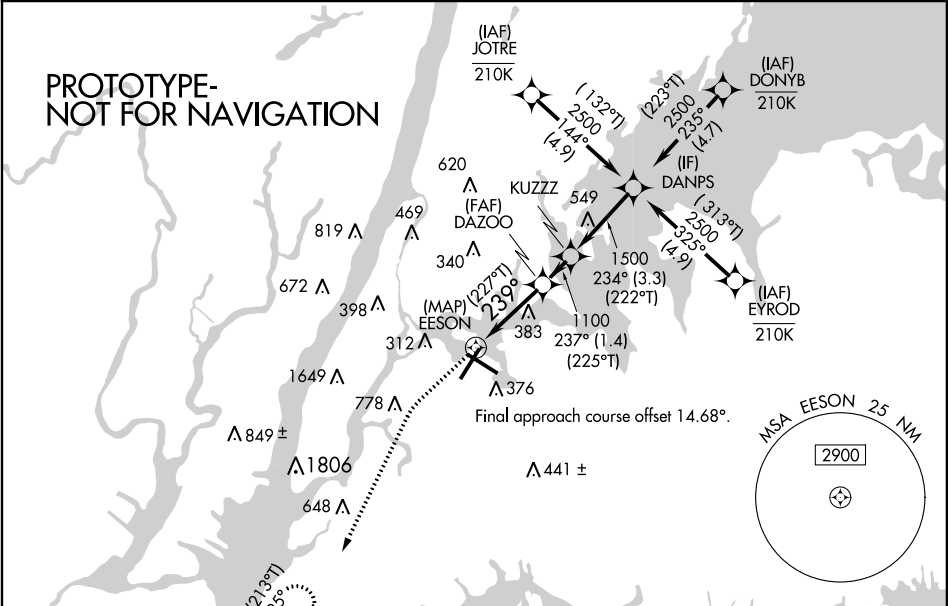 PROTOTYPE-
NOT FOR NAVIGATION
(IAF)
JOTRE
210K
(132°T)
2500
144°
(4.9)
(IAF)
DONYB
210K
(223°T)
2500
235°
(4.7)
(IF)
DANPS
(313°T)
2500
325°
(4.9)
(IAF)
EYROD
210K
620
KUZZZ
549
(FAF)
DAZOO
469
819
340
672
398
1500
234° (3.3)
(222°T)
(227°T)
239°
(MAP)
EESON
383
1100
237° (1.4)
(225°T)
312
1649
376
778
Final approach course offset 14.68°.
849 ±
1806
441 ±
648
MSA EESON 25 NM
2900
(213°T)